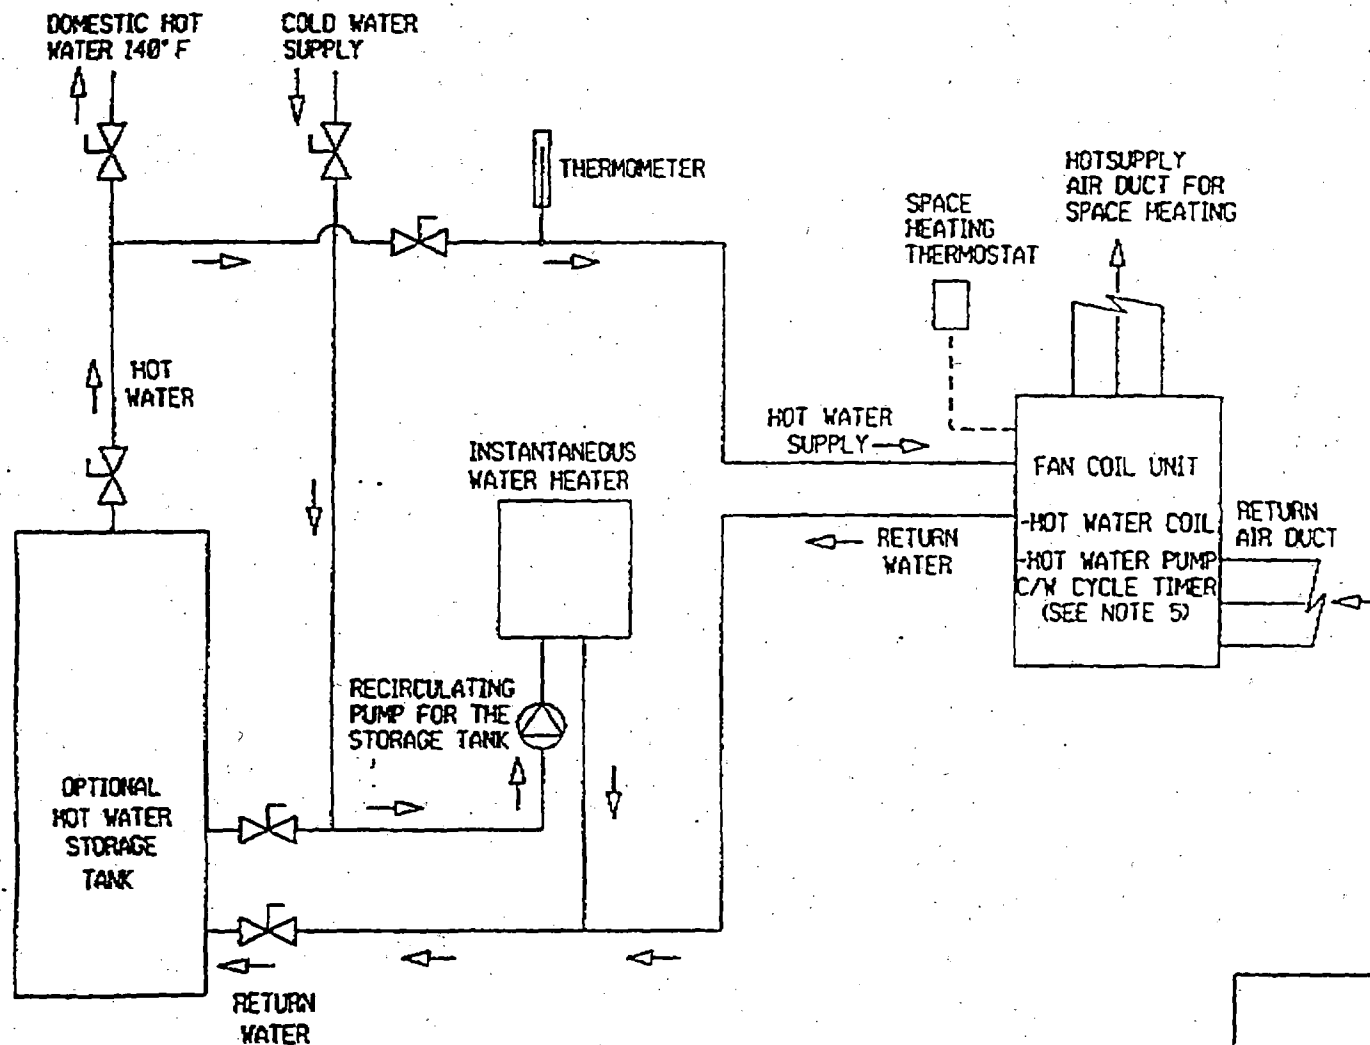 DOMESTIC HOT
WATER 140° F
COLD WATER
SUPPLY
THERMOMETER
HOTSUPPLY
AIR DUCT FOR
SPACE HEATING
SPACE
HEATING
THERMOSTAT
HOT
WATER
HOT WATER
SUPPLY
INSTANTANEOUS
WATER HEATER
FAN COIL UNIT
-HOT WATER COIL
-HOT WATER PUMP
C/W CYCLE TIMER
(SEE NOTE 5)
RETURN
AIR DUCT
RETURN
WATER
RECIRCULATING
PUMP FOR THE
STORAGE TANK
OPTIONAL
HOT WATER
STORAGE
TANK
RETURN
WATER